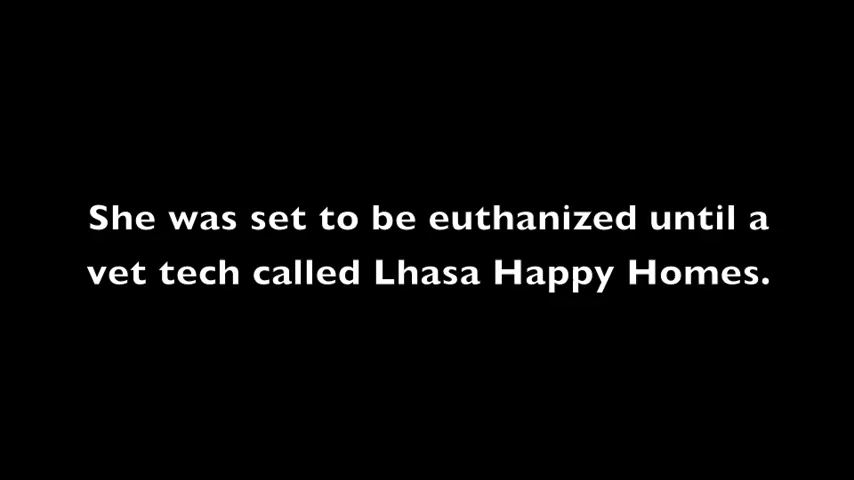 She was set to be euthanized until a
vet tech called Lhasa Happy Homes.